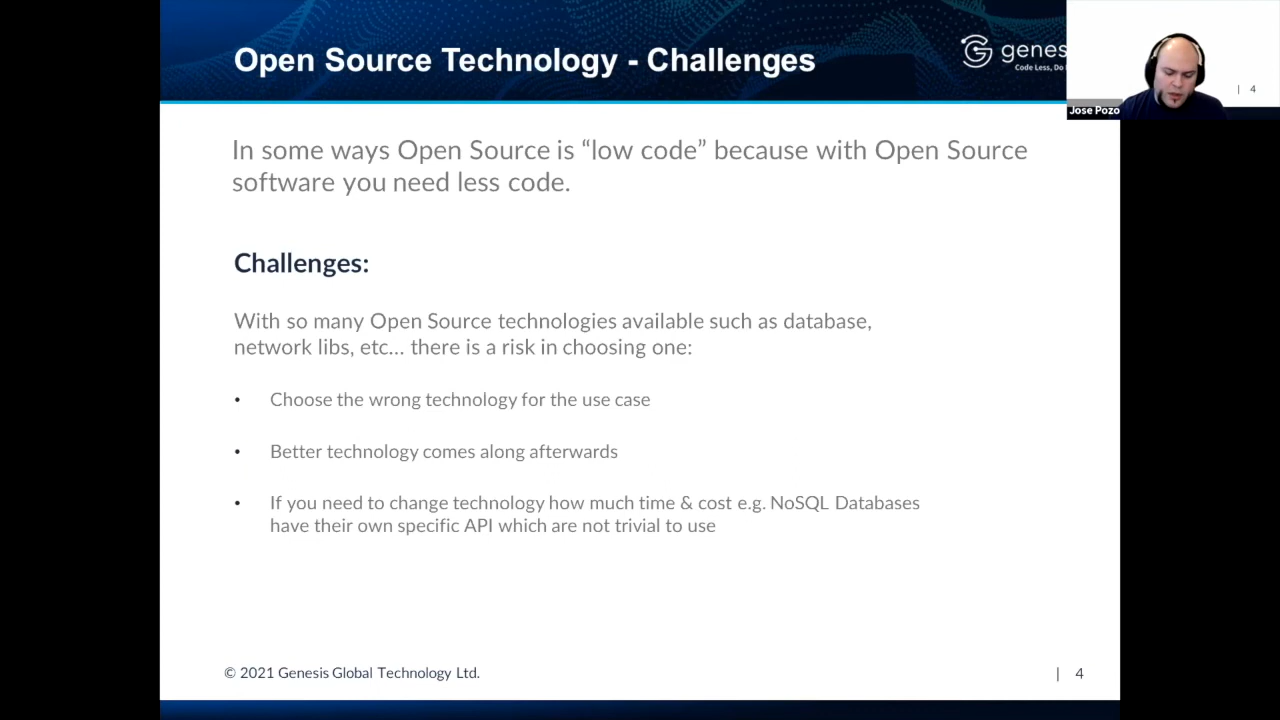 Open Source Technology - Challenges
genes
Code Less, Do
| 4
Jose Pozo
In some ways Open Source is “low code” because with Open Source
software you need less code.
Challenges:
With so many Open Source technologies available such as database,
network libs, etc... there is a risk in choosing one:
• Choose the wrong technology for the use case
• Better technology comes along afterwards
• If you need to change technology how much time & cost e.g. NoSQL Databases
have their own specific API which are not trivial to use
© 2021 Genesis Global Technology Ltd.
| 4